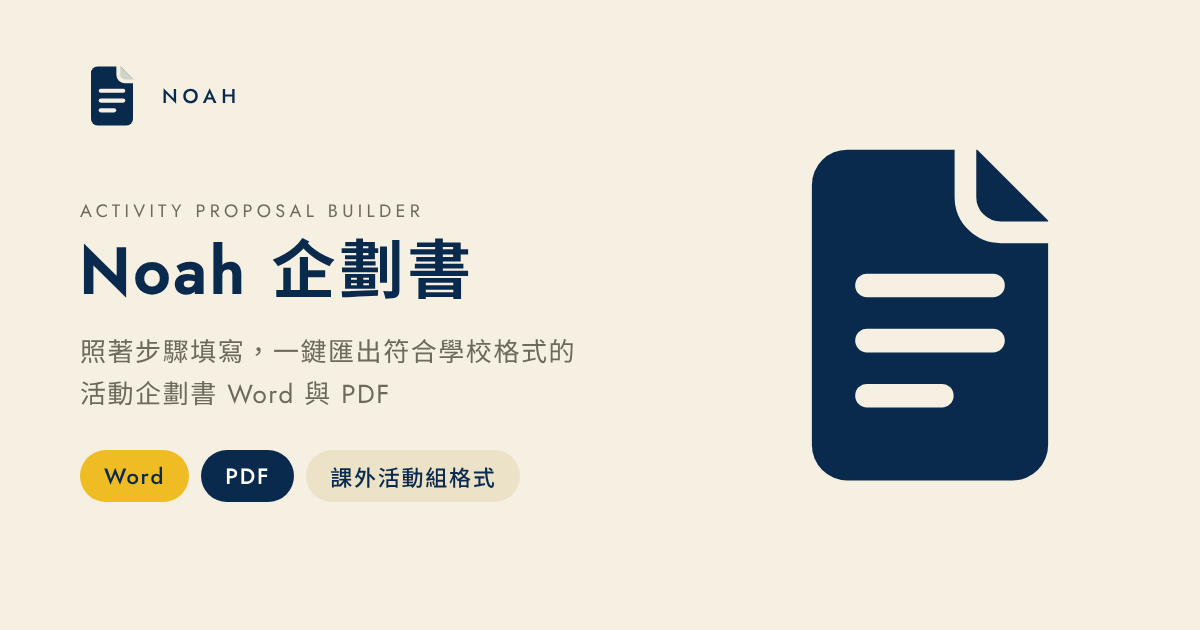 NOAH
ACTIVITY PROPOSAL BUILDER
Noah 企劃書
照著步驟填寫，一鍵匯出符合學校格式的
活動企劃書 Word 與 PDF
Word
PDF
課外活動組格式